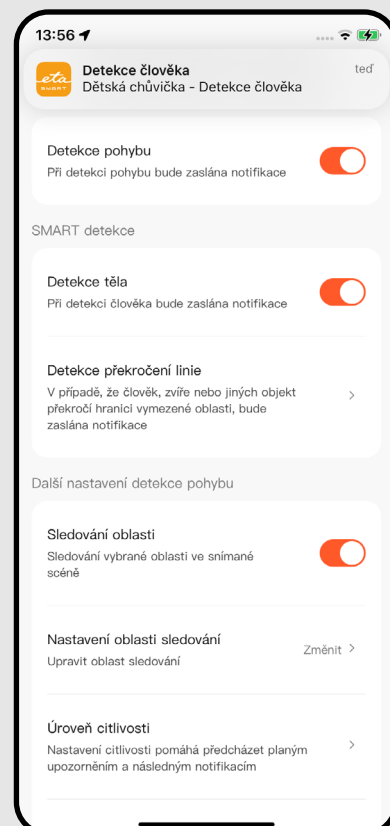 13:56
eta
SMART
Detekce člověka
teď
Dětská chůvička - Detekce člověka
Detekce pohybu
Při detekci pohybu bude zaslána notifikace
SMART detekce
Detekce těla
Při detekci člověka bude zaslána notifikace
Detekce překročení linie
V případě, že člověk, zvíře nebo jiných objekt
překročí hranici vymezené oblasti, bude
zaslána notifikace
Další nastavení detekce pohybu
Sledování oblasti
Sledování vybrané oblasti ve snímané
scéně
Nastavení oblasti sledování
Změnit
Upravit oblast sledování
Úroveň citlivosti
Nastavení citlivosti pomáhá předcházet planým
upozorněním a následným notifikacím